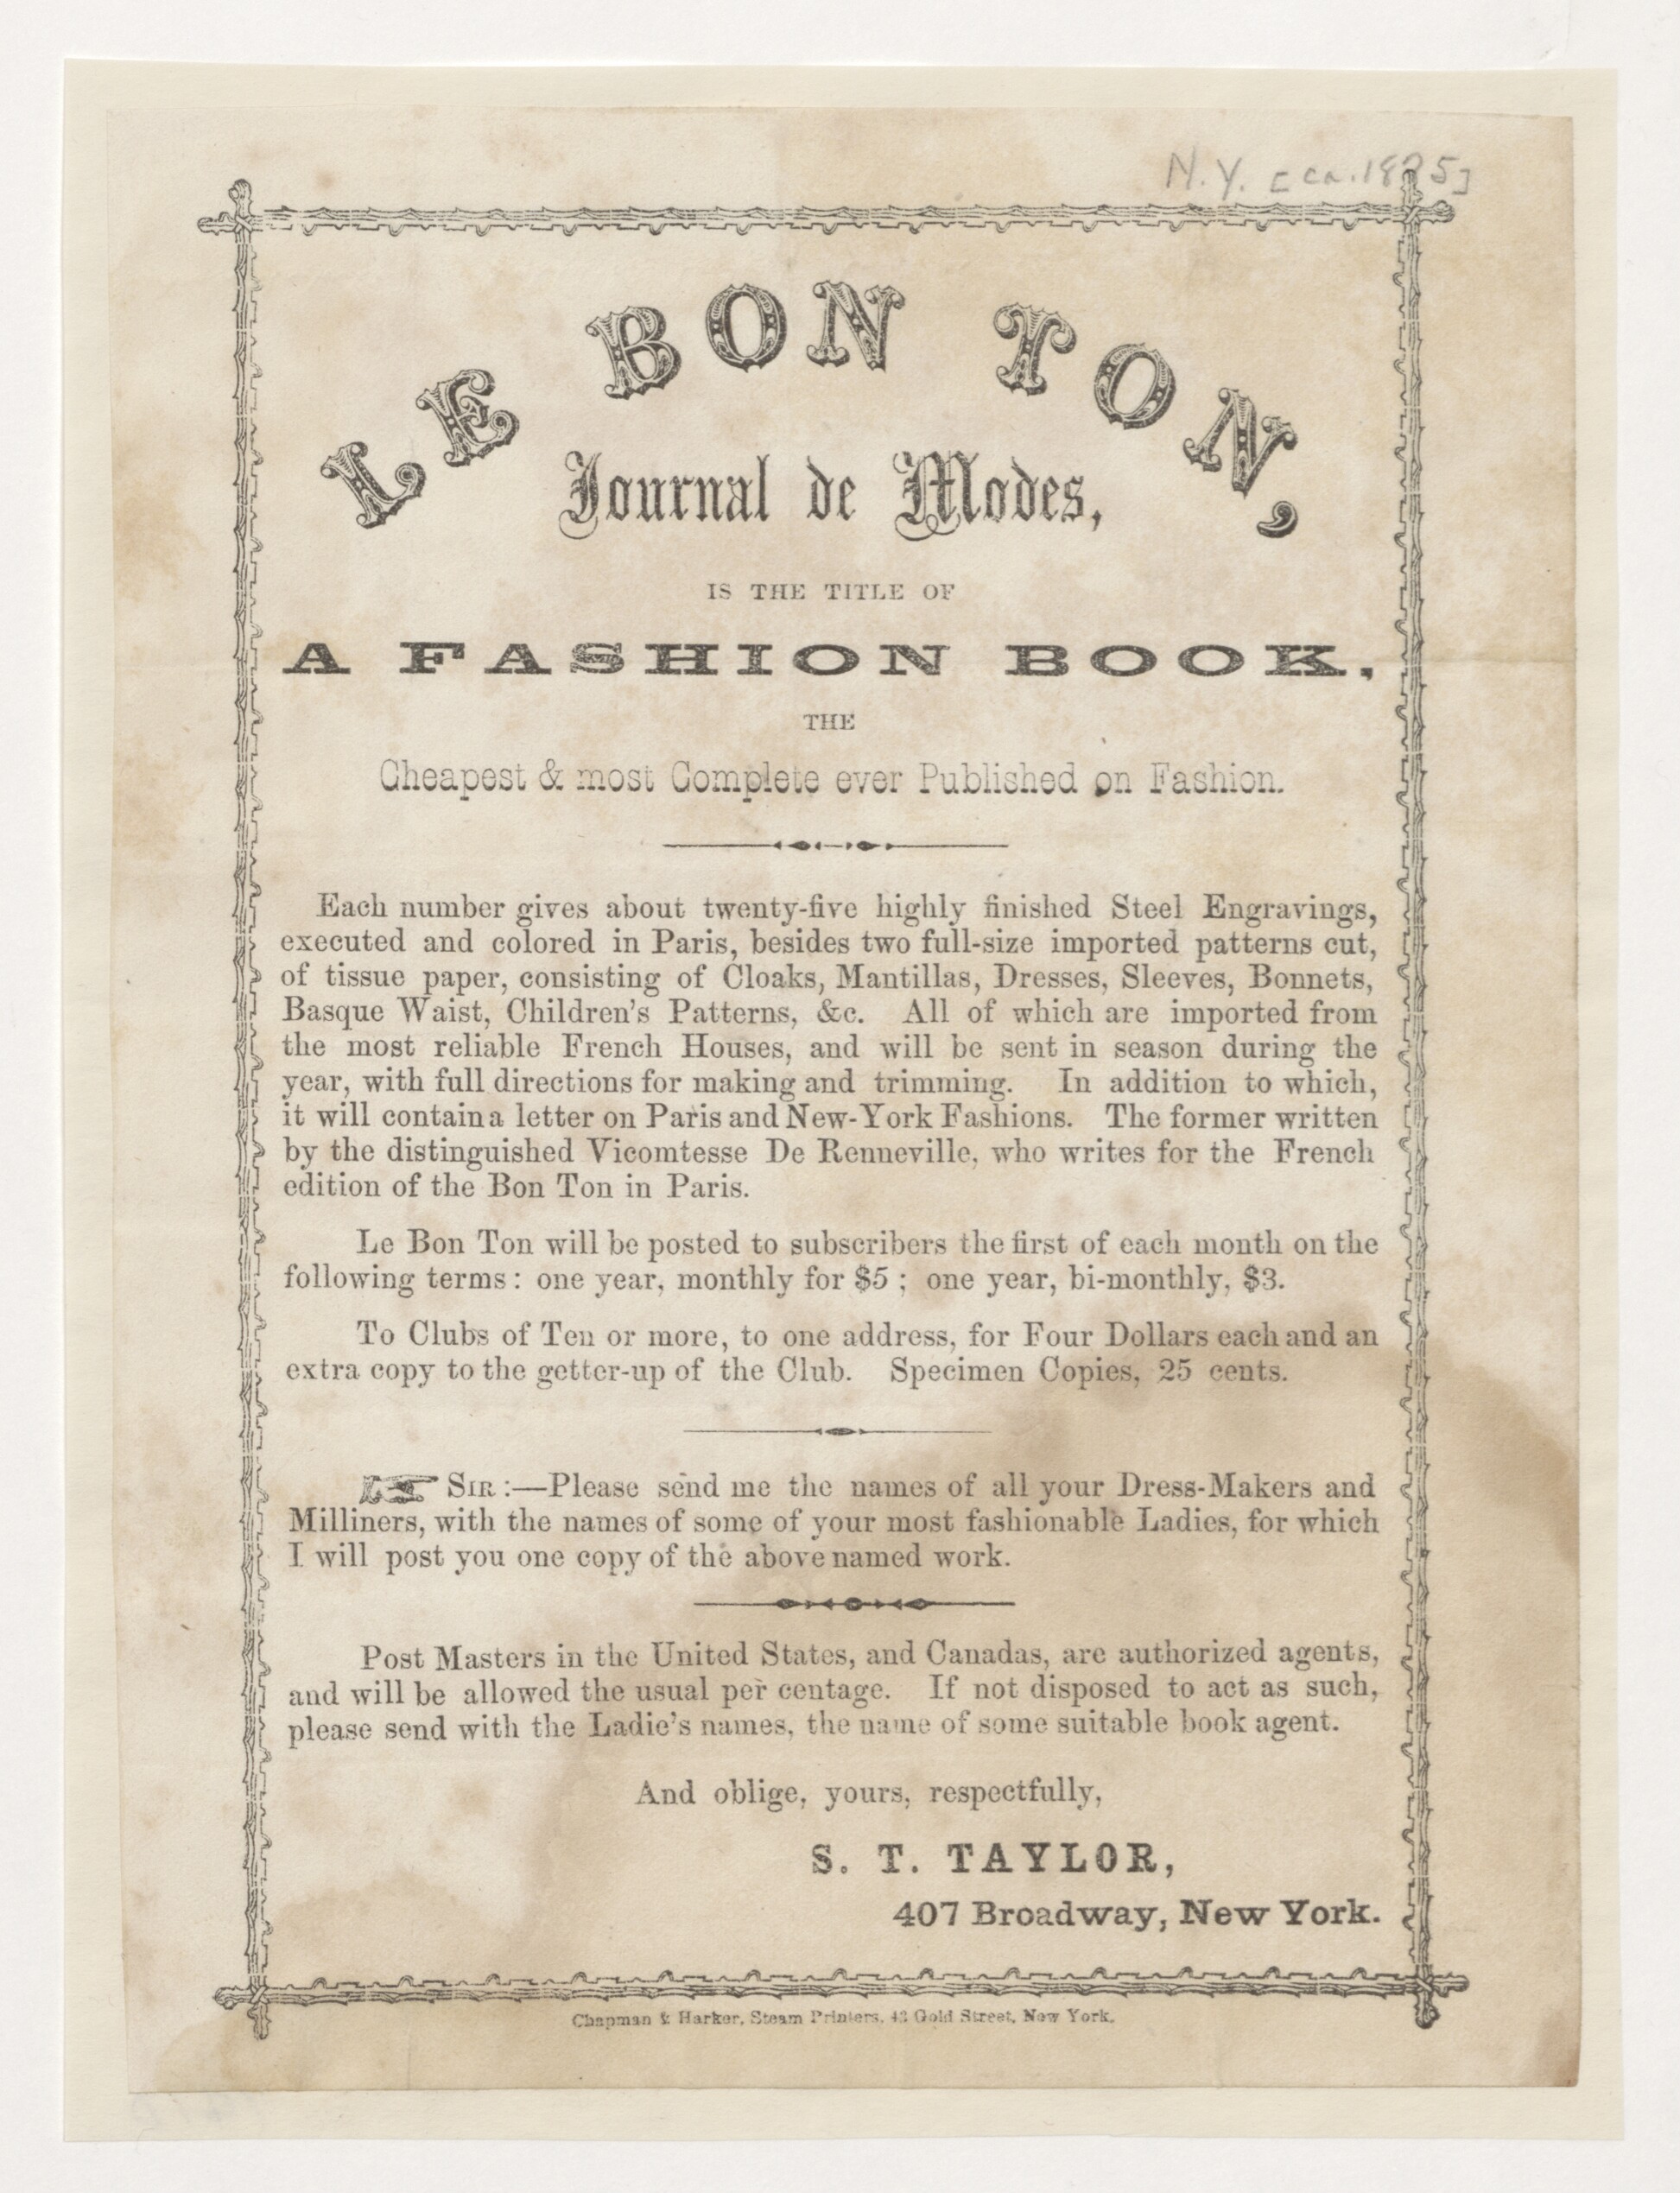 N.Y. [ca. 18
LE BON TON,
Journal de Modes,
IS THE TITLE OF
A FASHION BOOK,
THE
Cheapest & most Complete ever Published on Fashion.
Each number gives about twenty-five highly finished Steel Engravings,
executed and colored in Paris, besides two full-size imported patterns cut,
of tissue paper, consisting of Cloaks, Mantillas, Dresses, Sleeves, Bonnets,
Basque Waist, Children's Patterns, &c. All of which are imported from
the most reliable French Houses, and will be sent in season during the
year, with full directions for making and trimming. In addition to which,
it will contain a letter on Paris and New-York Fashions. The former written
by the distinguished Vicomtesse De Renneville, who writes for the French
edition of the Bon Ton in Paris.
Le Bon Ton will be posted to subscribers the first of each month on the
following terms: one year, monthly for $5; one year, bi-monthly, $3.
To Clubs of Ten or more, to one address, for Four Dollars each and an
extra copy to the getter-up of the Club. Specimen Copies, 25 cents.
☞ SIR:—Please send me the names of all your Dress-Makers and
Milliners, with the names of some of your most fashionable Ladies, for which
I will post you one copy of the above named work.
Post Masters in the United States, and Canadas, are authorized agents,
and will be allowed the usual per centage. If not disposed to act as such,
please send with the Ladie's names, the name of some suitable book agent.
And oblige, yours, respectfully,
S. T. TAYLOR,
407 Broadway, New York.
Chapman & Harker, Steam Printers, Gold Street, New York.